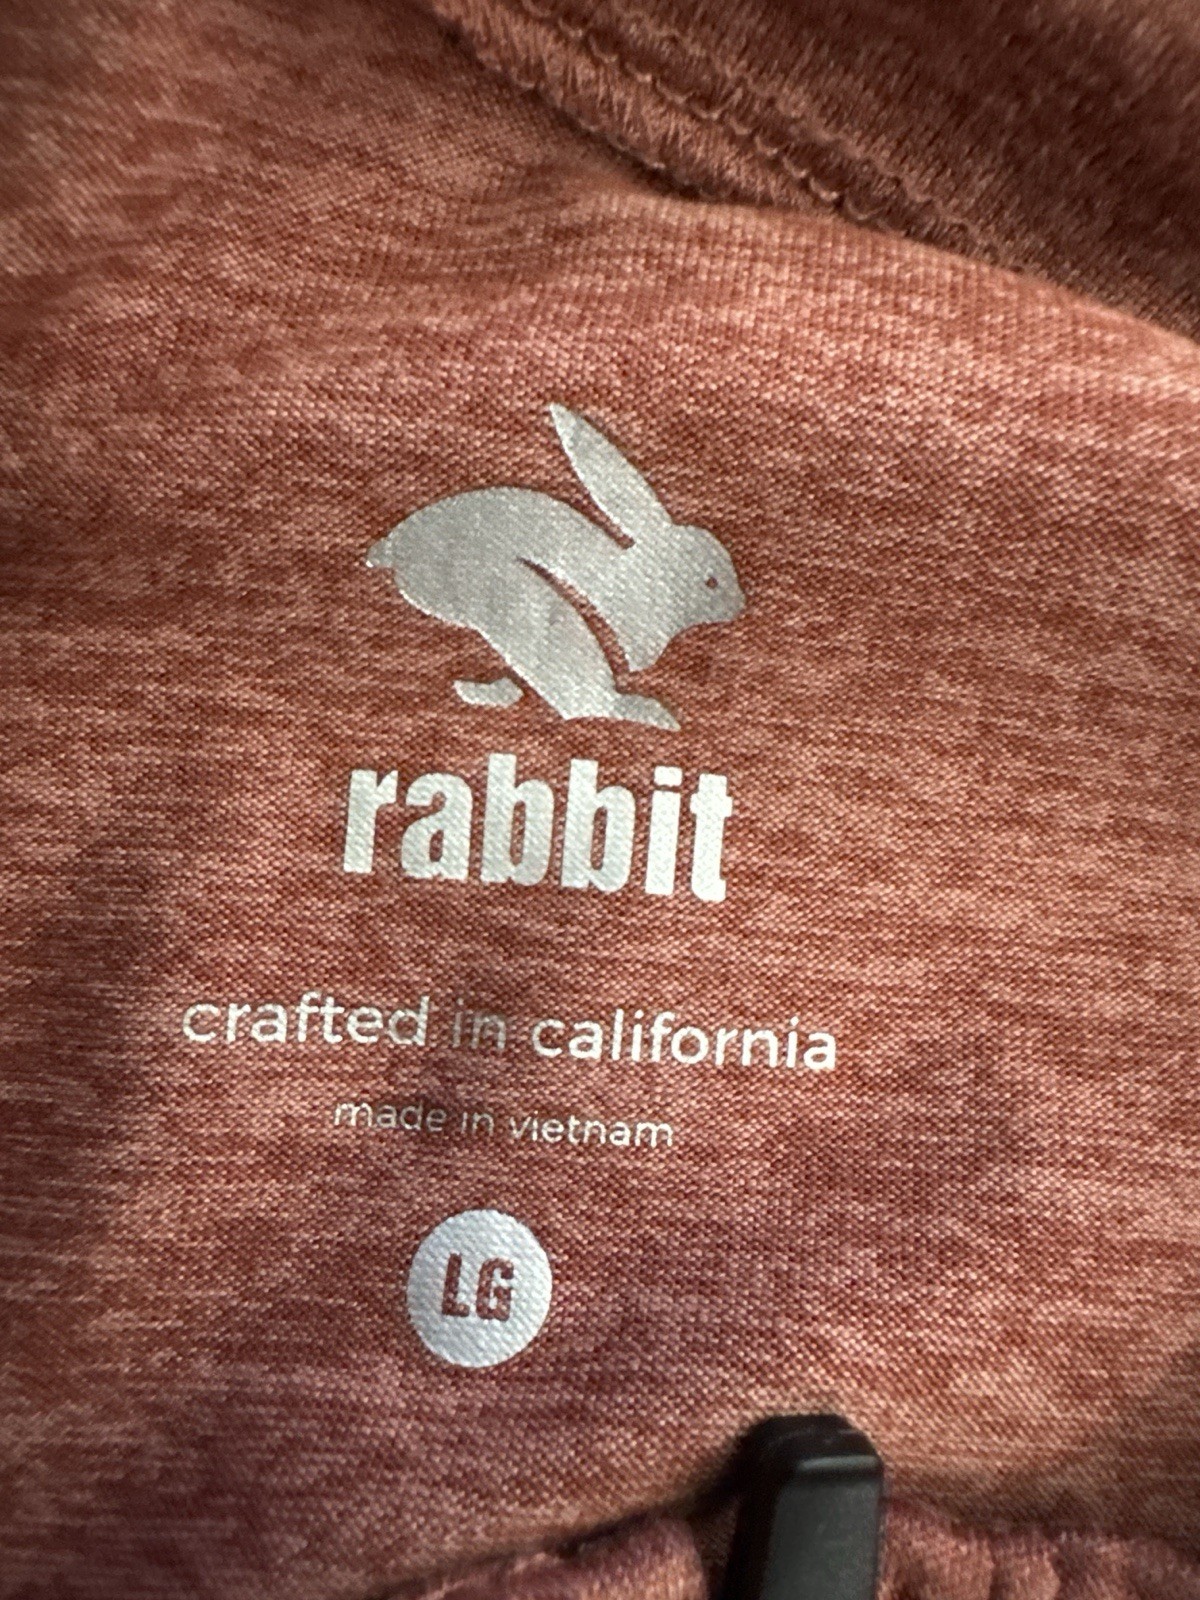 rabbit
crafted in california
made in vietnam
LG